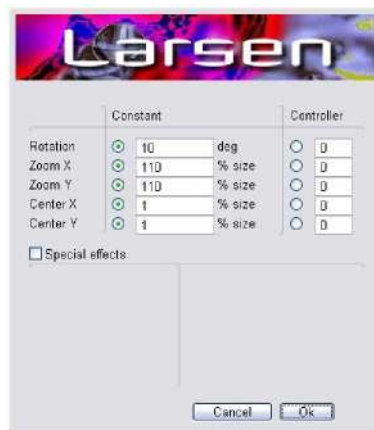 Larsen
Constant Controller
Rotation 10 deg 0
Zoom X 110 % size 0
Zoom Y 110 % size 0
Center X 1 % size 0
Center Y 1 % size 0
Special effects
Cancel Ok